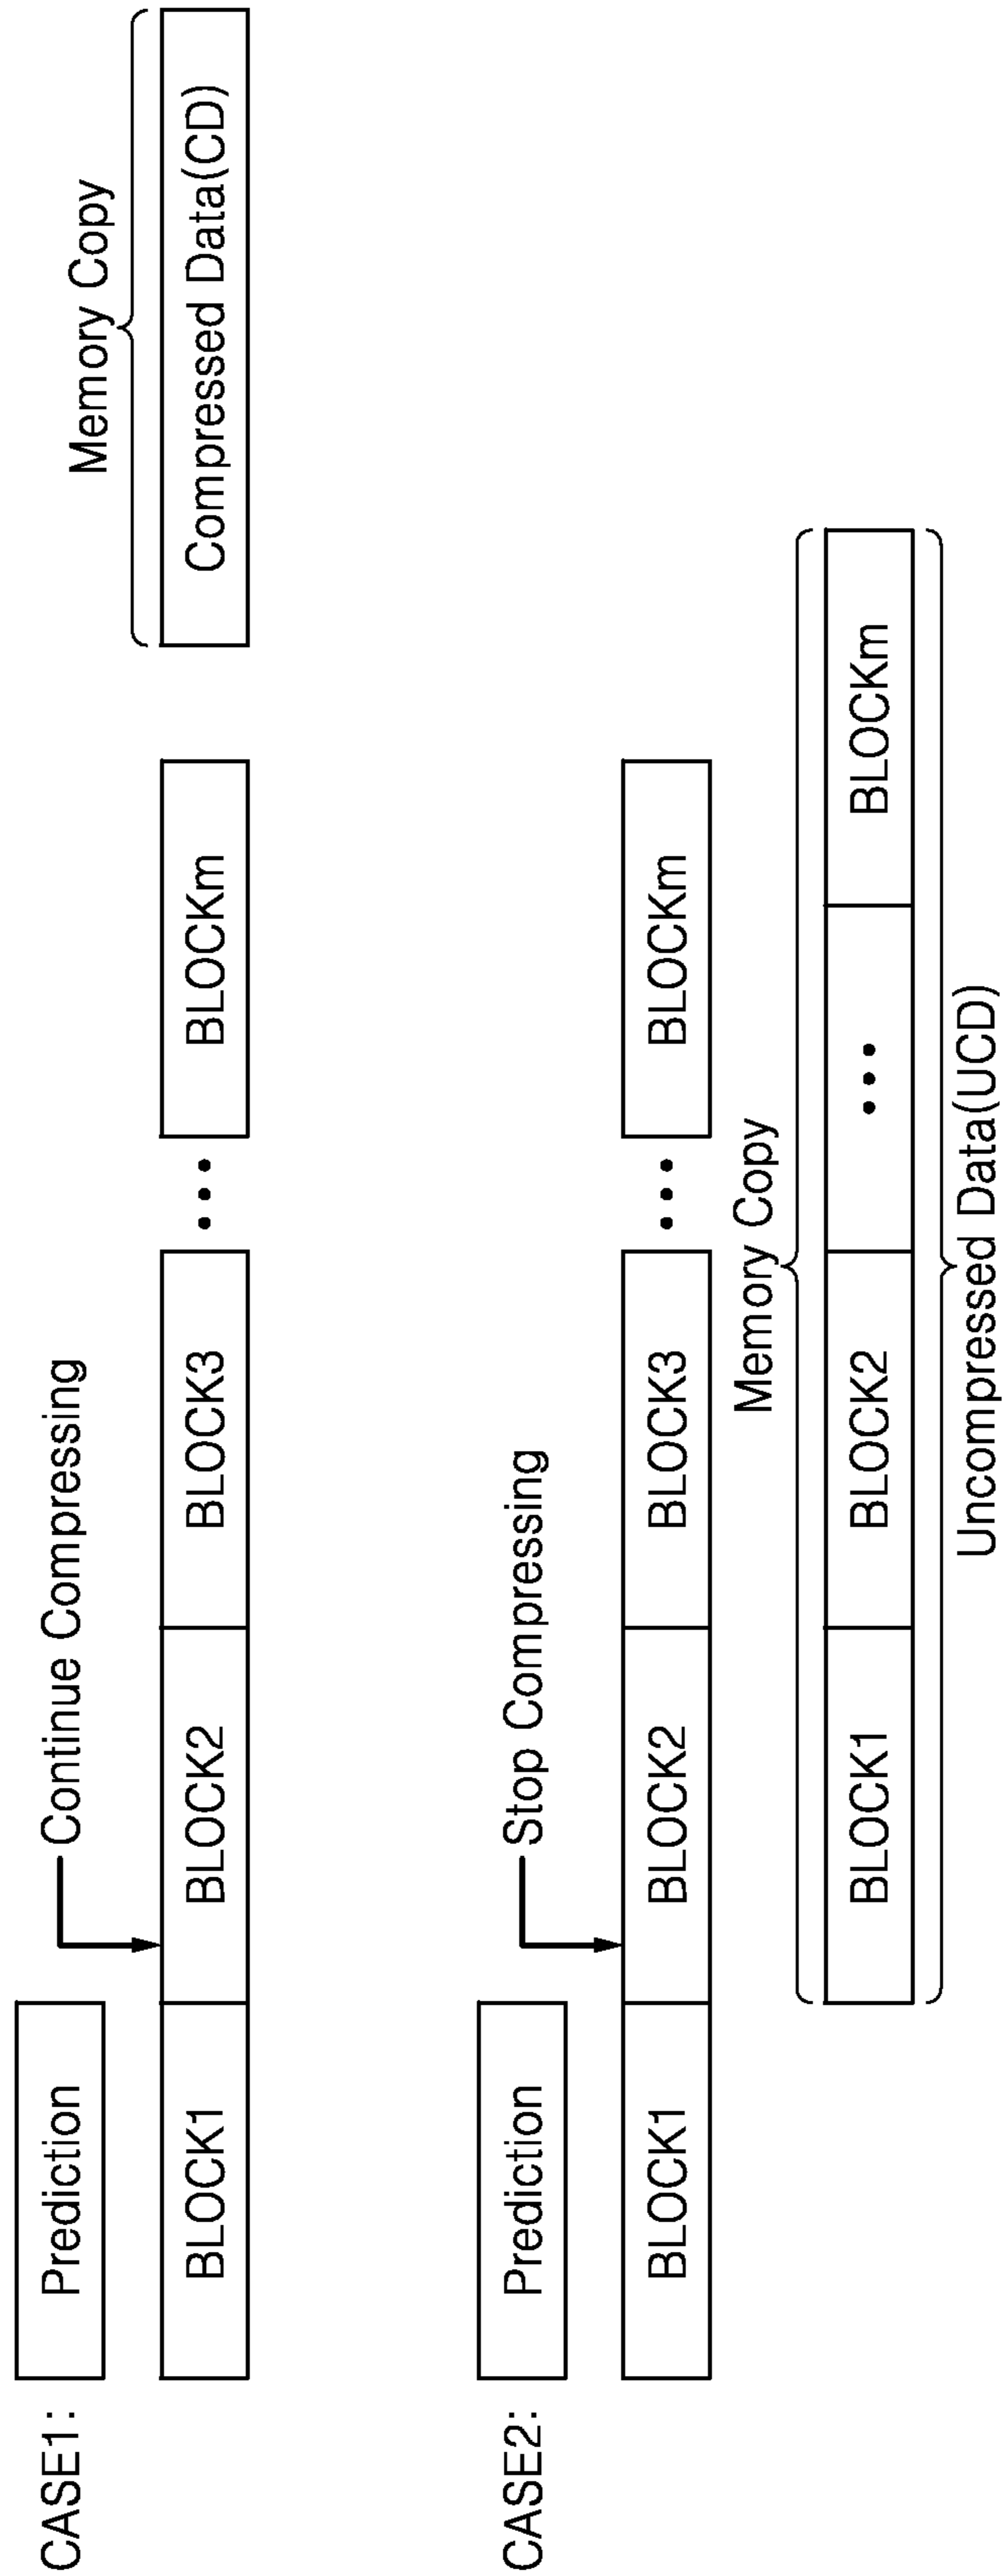 CASE1:
Prediction
Continue Compressing
Memory Copy
BLOCK1
BLOCK2
BLOCK3
•••
BLOCKm
Compressed Data(CD)
CASE2:
Prediction
Stop Compressing
BLOCK1
BLOCK2
BLOCK3
•••
BLOCKm
Memory Copy
BLOCK1
BLOCK2
•••
BLOCKm
Uncompressed Data(UCD)